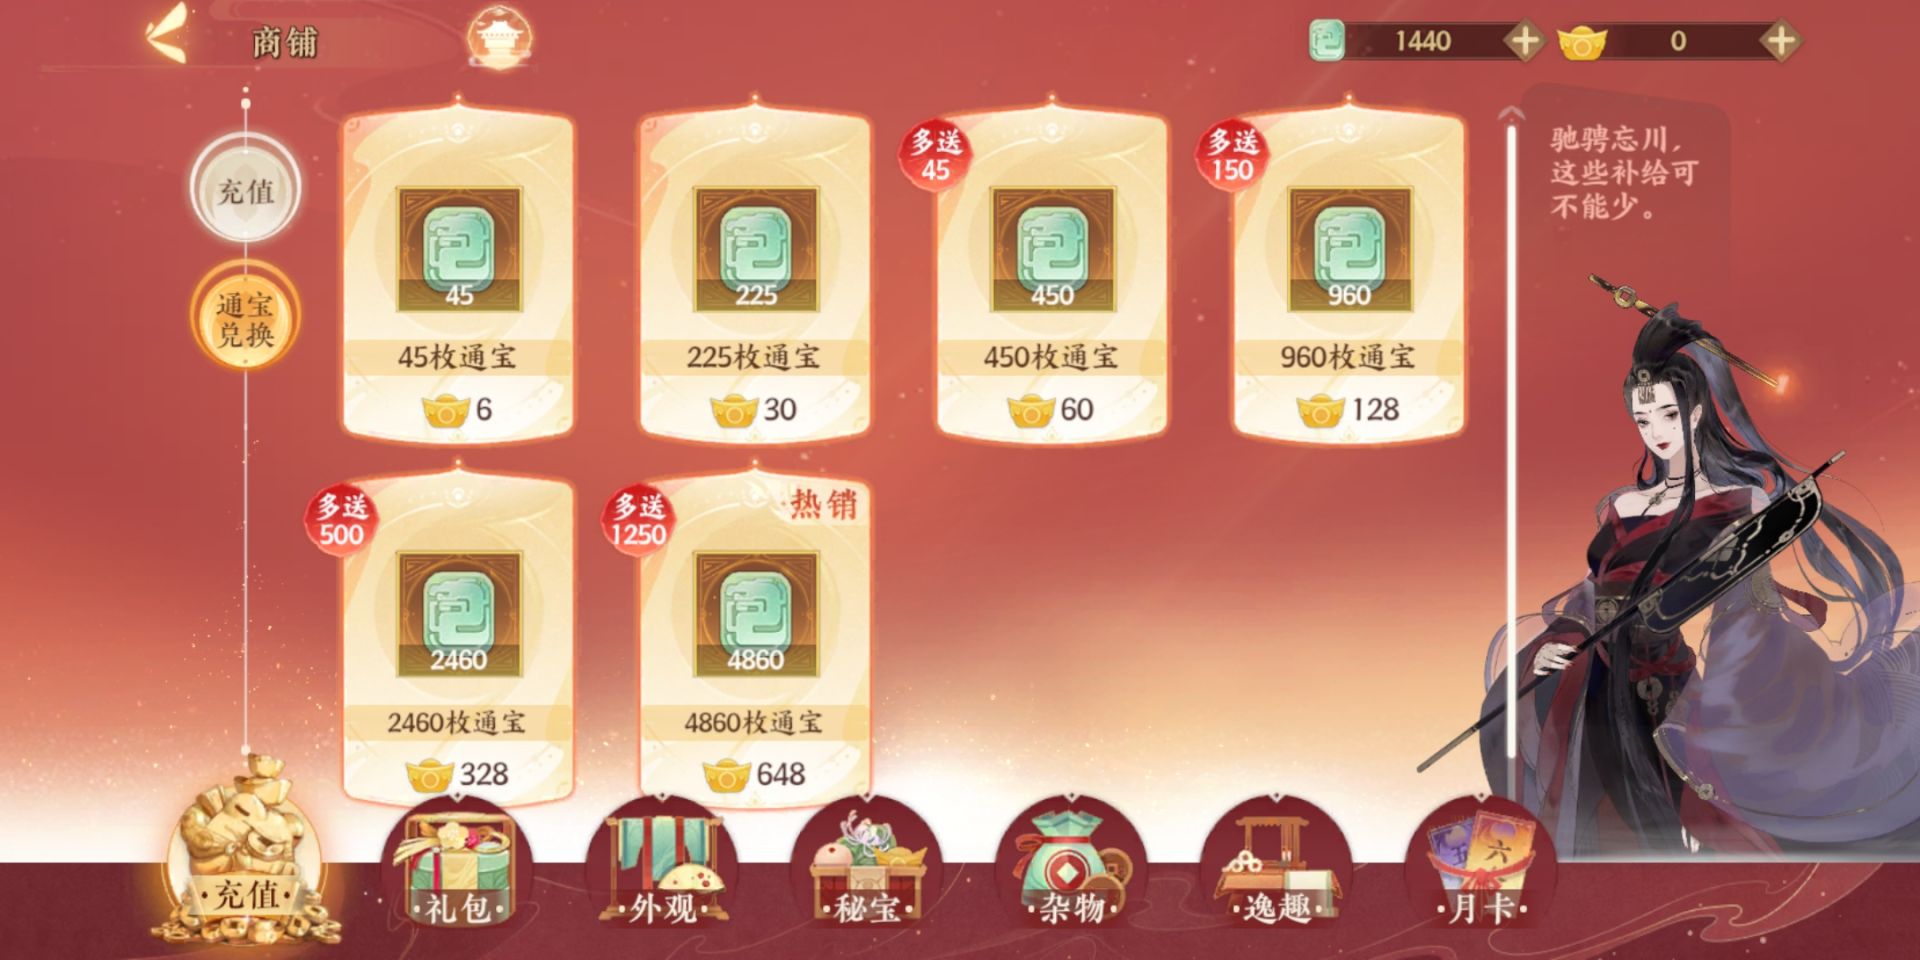 商铺
1440
0
充值
通宝
兑换
45
45枚通宝
6
225
225枚通宝
30
多送
45
450
450枚通宝
60
多送
150
960
960枚通宝
128
多送
500
2460
2460枚通宝
328
多送
1250
热销
4860
4860枚通宝
648
驰骋忘川，
这些补给可
不能少。
·充值·
·礼包·
·外观·
·秘宝·
·杂物·
·逸趣·
五
六
·月卡·